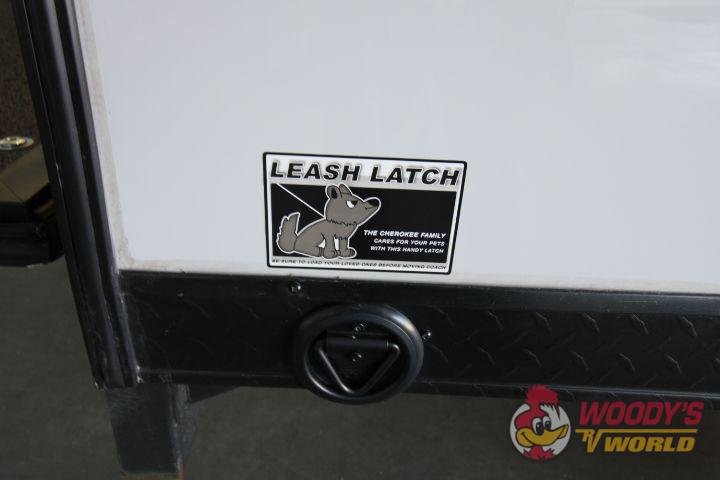 LEASH LATCH
THE CHEROKEE FAMILY
CARES FOR YOUR PETS
WITH THIS HANDY LATCH
BE SURE TO LOAD YOUR LOVED ONES BEFORE MOVING COACH
WOODY'S
RV WORLD